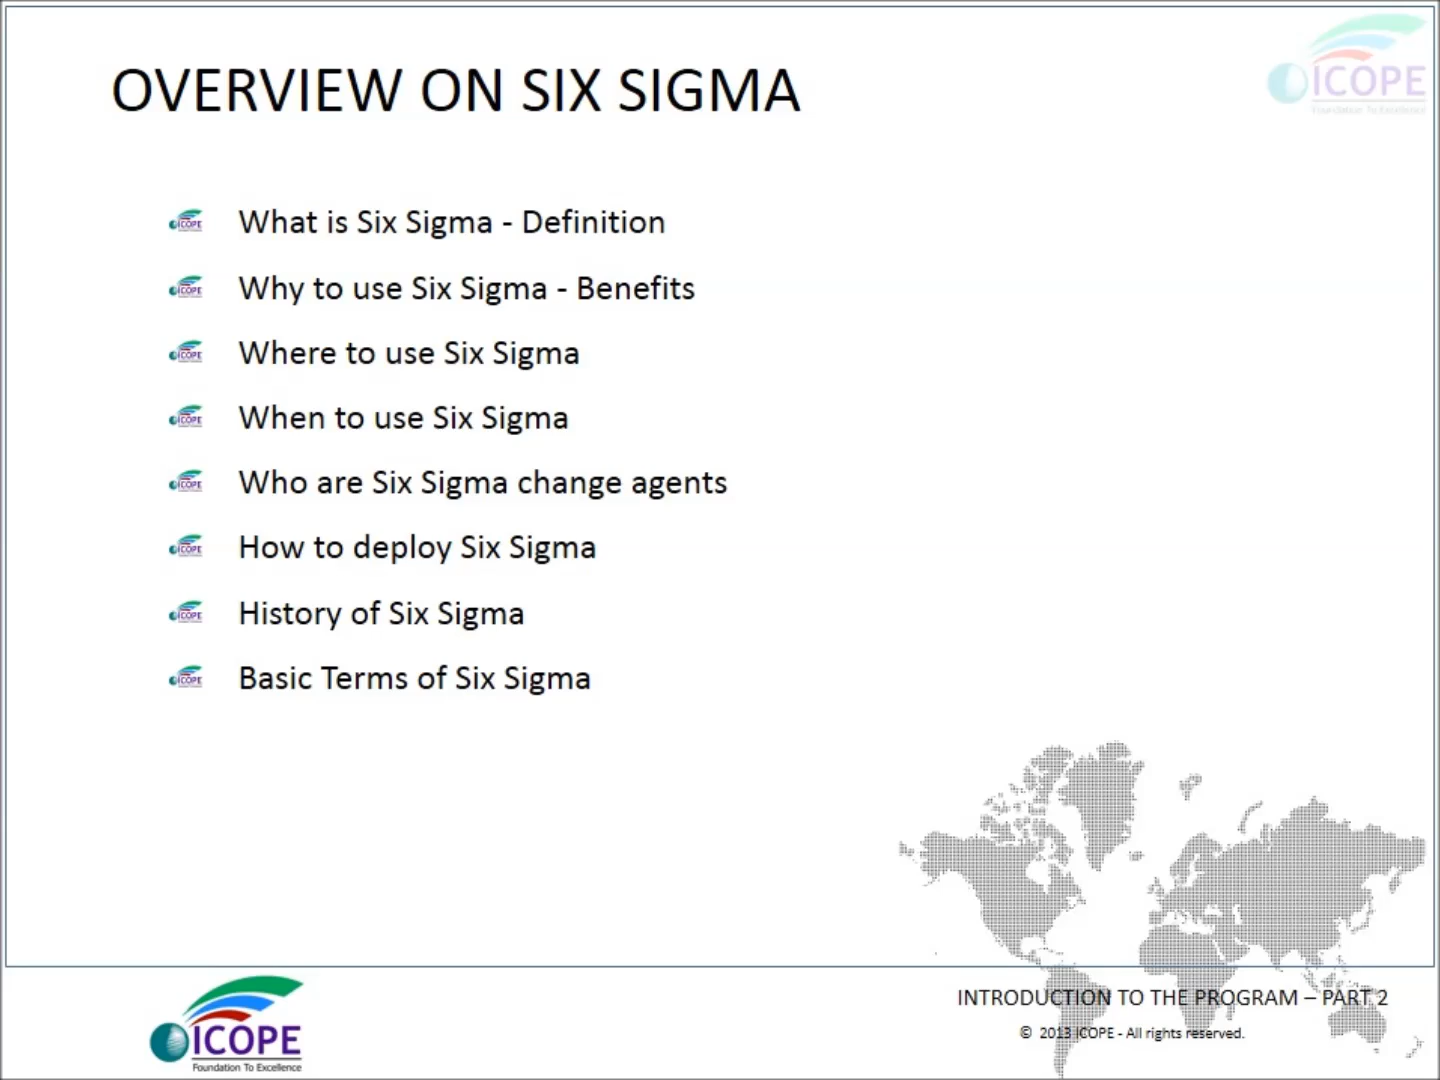 OVERVIEW ON SIX SIGMA
ICOPE
Foundation To Excellence
What is Six Sigma - Definition
Why to use Six Sigma - Benefits
Where to use Six Sigma
When to use Six Sigma
Who are Six Sigma change agents
How to deploy Six Sigma
History of Six Sigma
Basic Terms of Six Sigma
INTRODUCTION TO THE PROGRAM – PART 2
© 2013 ICOPE - All rights reserved.
ICOPE
Foundation To Excellence